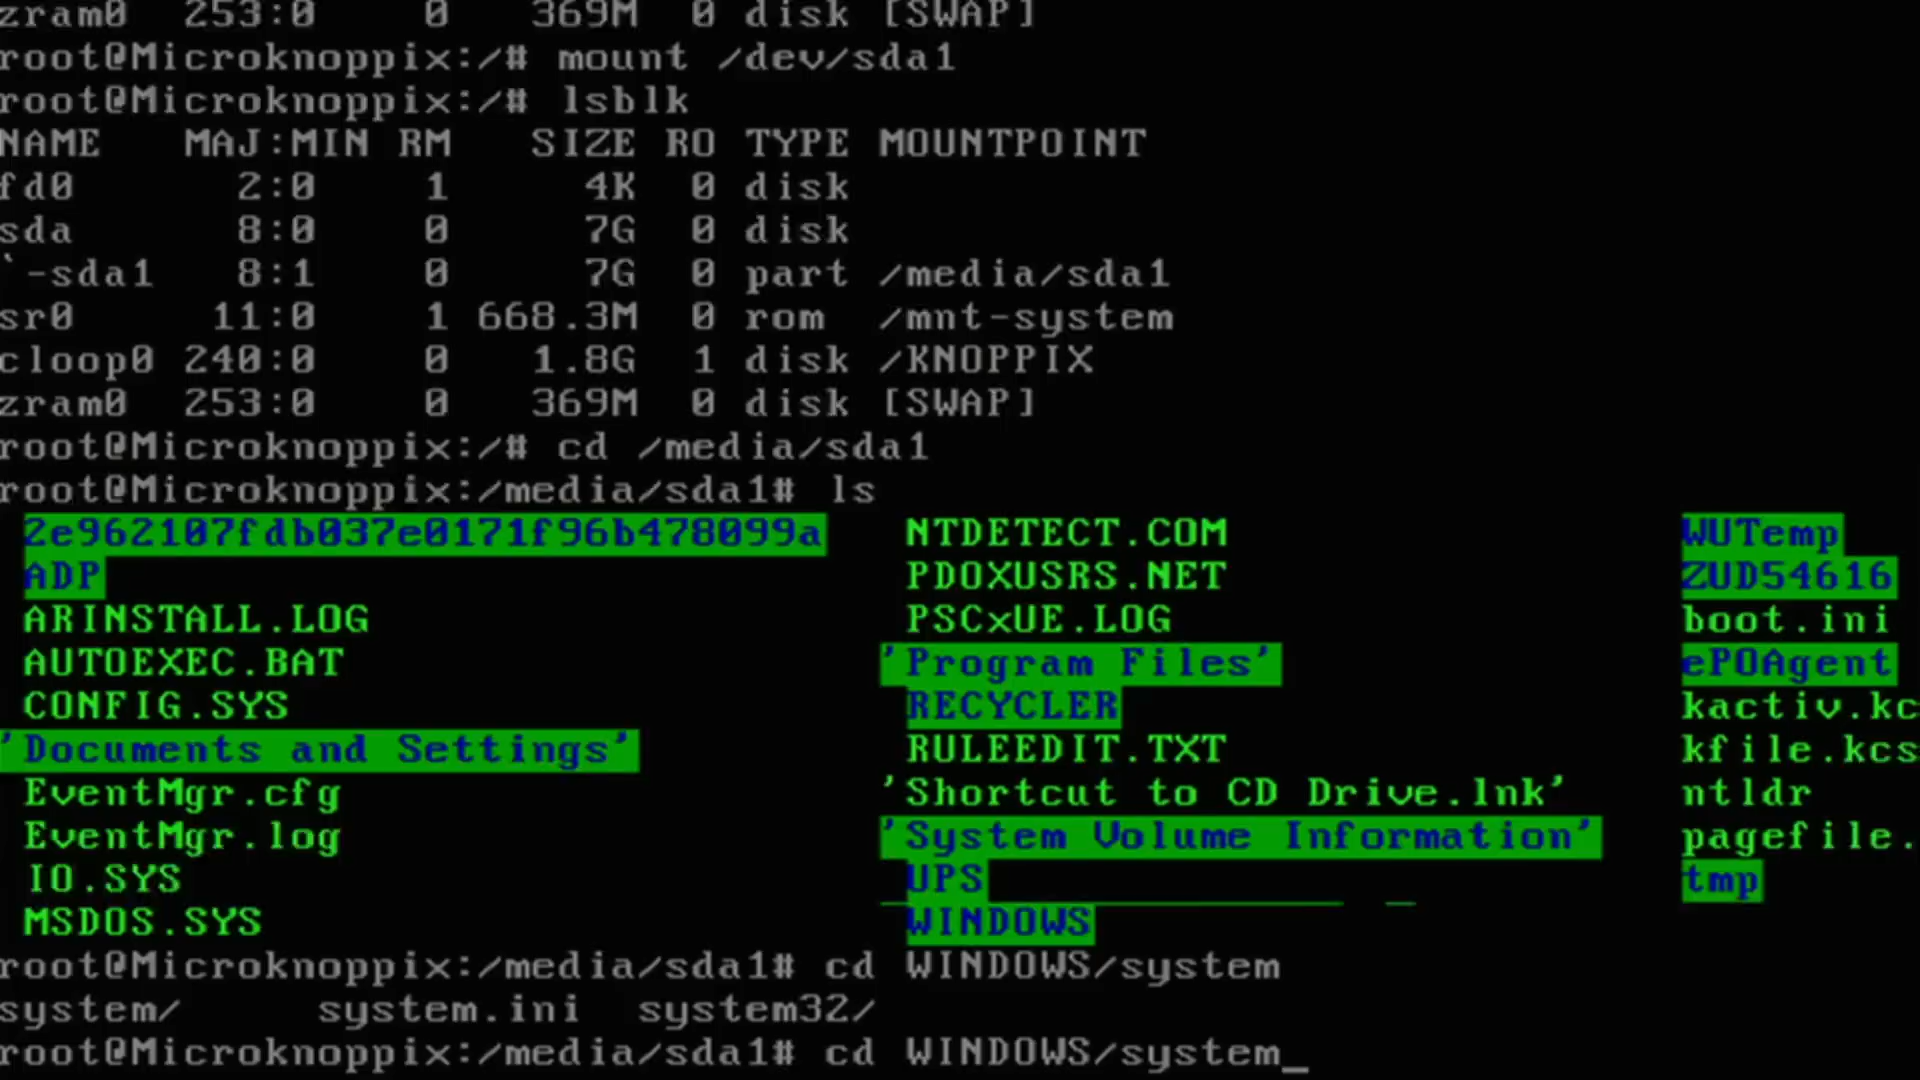 zram0  253:0    0   369M  0 disk [SWAP]
root@Microknoppix:/# mount /dev/sda1
root@Microknoppix:/# lsblk
NAME   MAJ:MIN RM   SIZE RO TYPE MOUNTPOINT
fd0      2:0    1     4K  0 disk
sda      8:0    0     7G  0 disk
`-sda1   8:1    0     7G  0 part /media/sda1
sr0     11:0    1 668.3M  0 rom  /mnt-system
cloop0 240:0    0   1.8G  1 disk /KNOPPIX
zram0  253:0    0   369M  0 disk [SWAP]
root@Microknoppix:/# cd /media/sda1
root@Microknoppix:/media/sda1# ls
2e962107fdb037e0171f96b478099a   NTDETECT.COM   WUTemp
ADP   PDOXUSRS.NET   ZUD54616
ARINSTALL.LOG   PSCxUE.LOG   boot.ini
AUTOEXEC.BAT   'Program Files'   ePOAgent
CONFIG.SYS   RECYCLER   kactiv.kc
'Documents and Settings'   RULEEDIT.TXT   kfile.kcs
EventMgr.cfg   'Shortcut to CD Drive.lnk'   ntldr
EventMgr.log   'System Volume Information'   pagefile.
IO.SYS   UPS   tmp
MSDOS.SYS   WINDOWS
root@Microknoppix:/media/sda1# cd WINDOWS/system
system/     system.ini  system32/
root@Microknoppix:/media/sda1# cd WINDOWS/system_